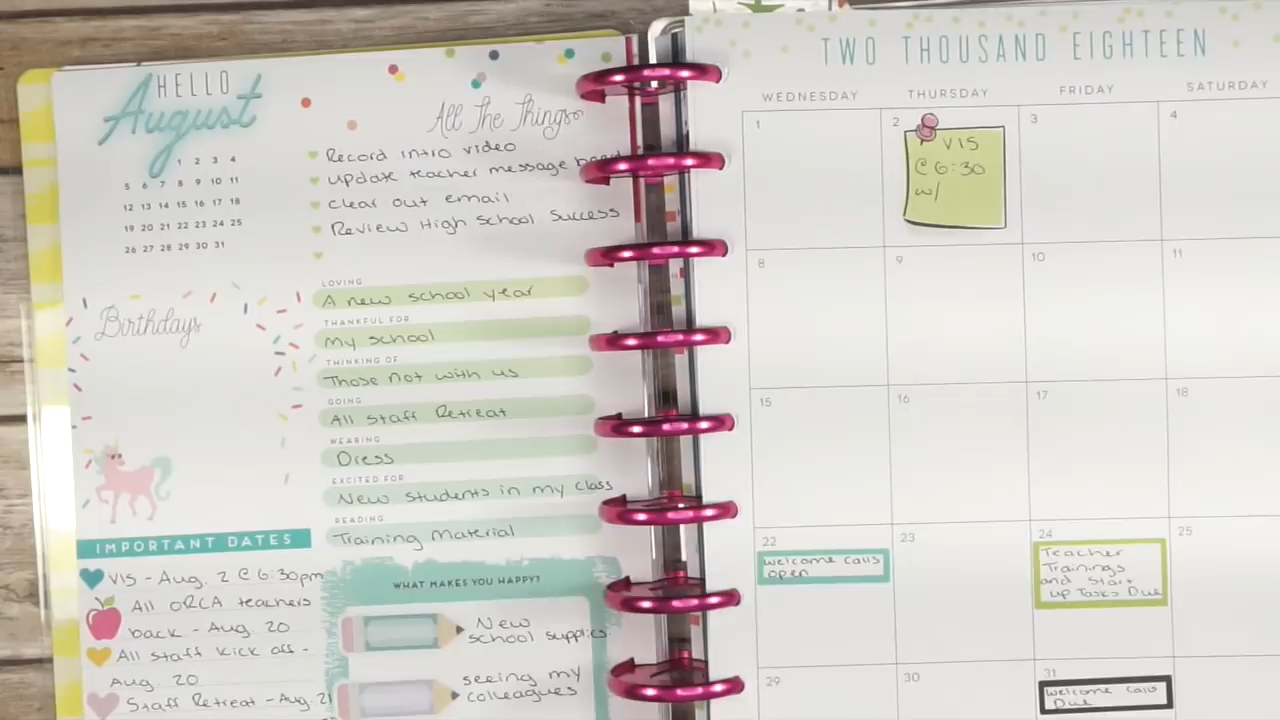 HELLO
August
1 2 3 4
5 6 7 8 9 10 11
12 13 14 15 16 17 18
19 20 21 22 23 24 25
26 27 28 29 30 31
All The Things
Record intro video
update teacher message
clear out email
Review High School Success
Birthdays
LOVING
A new school year
THANKFUL FOR
My school
THINKING OF
Those not with us
GOING
All staff Retreat
WEARING
Dress
EXCITED FOR
New students in my class
READING
Training Material
IMPORTANT DATES
VIS - Aug. 2 @ 6:30pm
All ORCA teachers
back - Aug. 20
All staff kick off -
Aug. 20
Staff Retreat - Aug. 21
WHAT MAKES YOU HAPPY?
New
school supplies
seeing my
colleagues
TWO THOUSAND EIGHTEEN
WEDNESDAY THURSDAY FRIDAY SATURDAY
1 2 3 4
VIS
@ 6:30
w/
8 9 10 11
15 16 17 18
22 23 24 25
welcome calls
open
Teacher
Trainings
and Start
up Tasks Due
29 30 31
Welcome Calls
Due